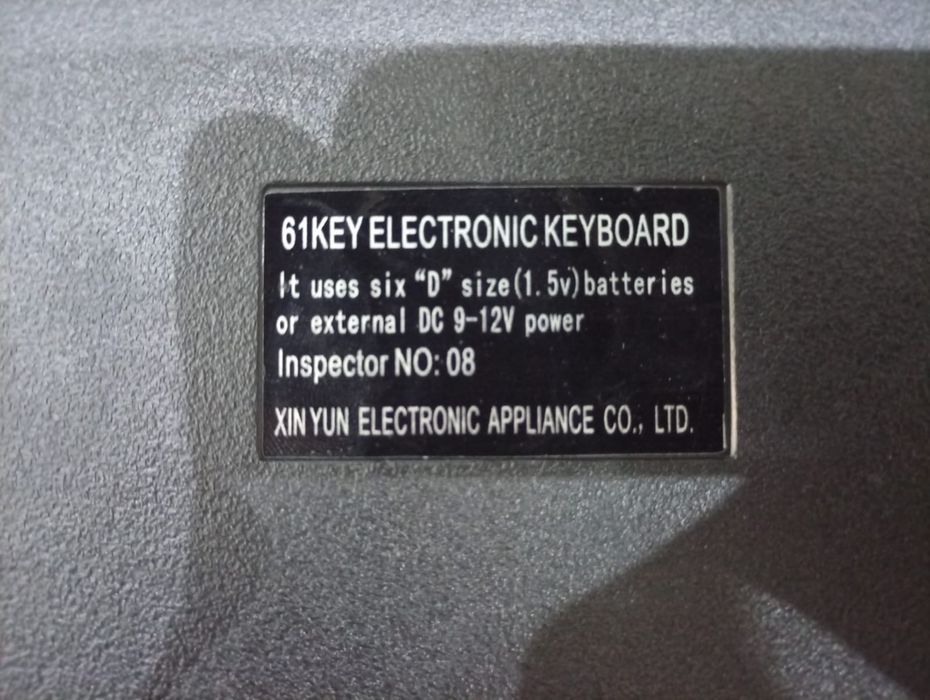 61KEY ELECTRONIC KEYBOARD
It uses six “D” size(1.5v)batteries
or external DC 9-12V power
Inspector NO: 08
XIN YUN ELECTRONIC APPLIANCE CO., LTD.